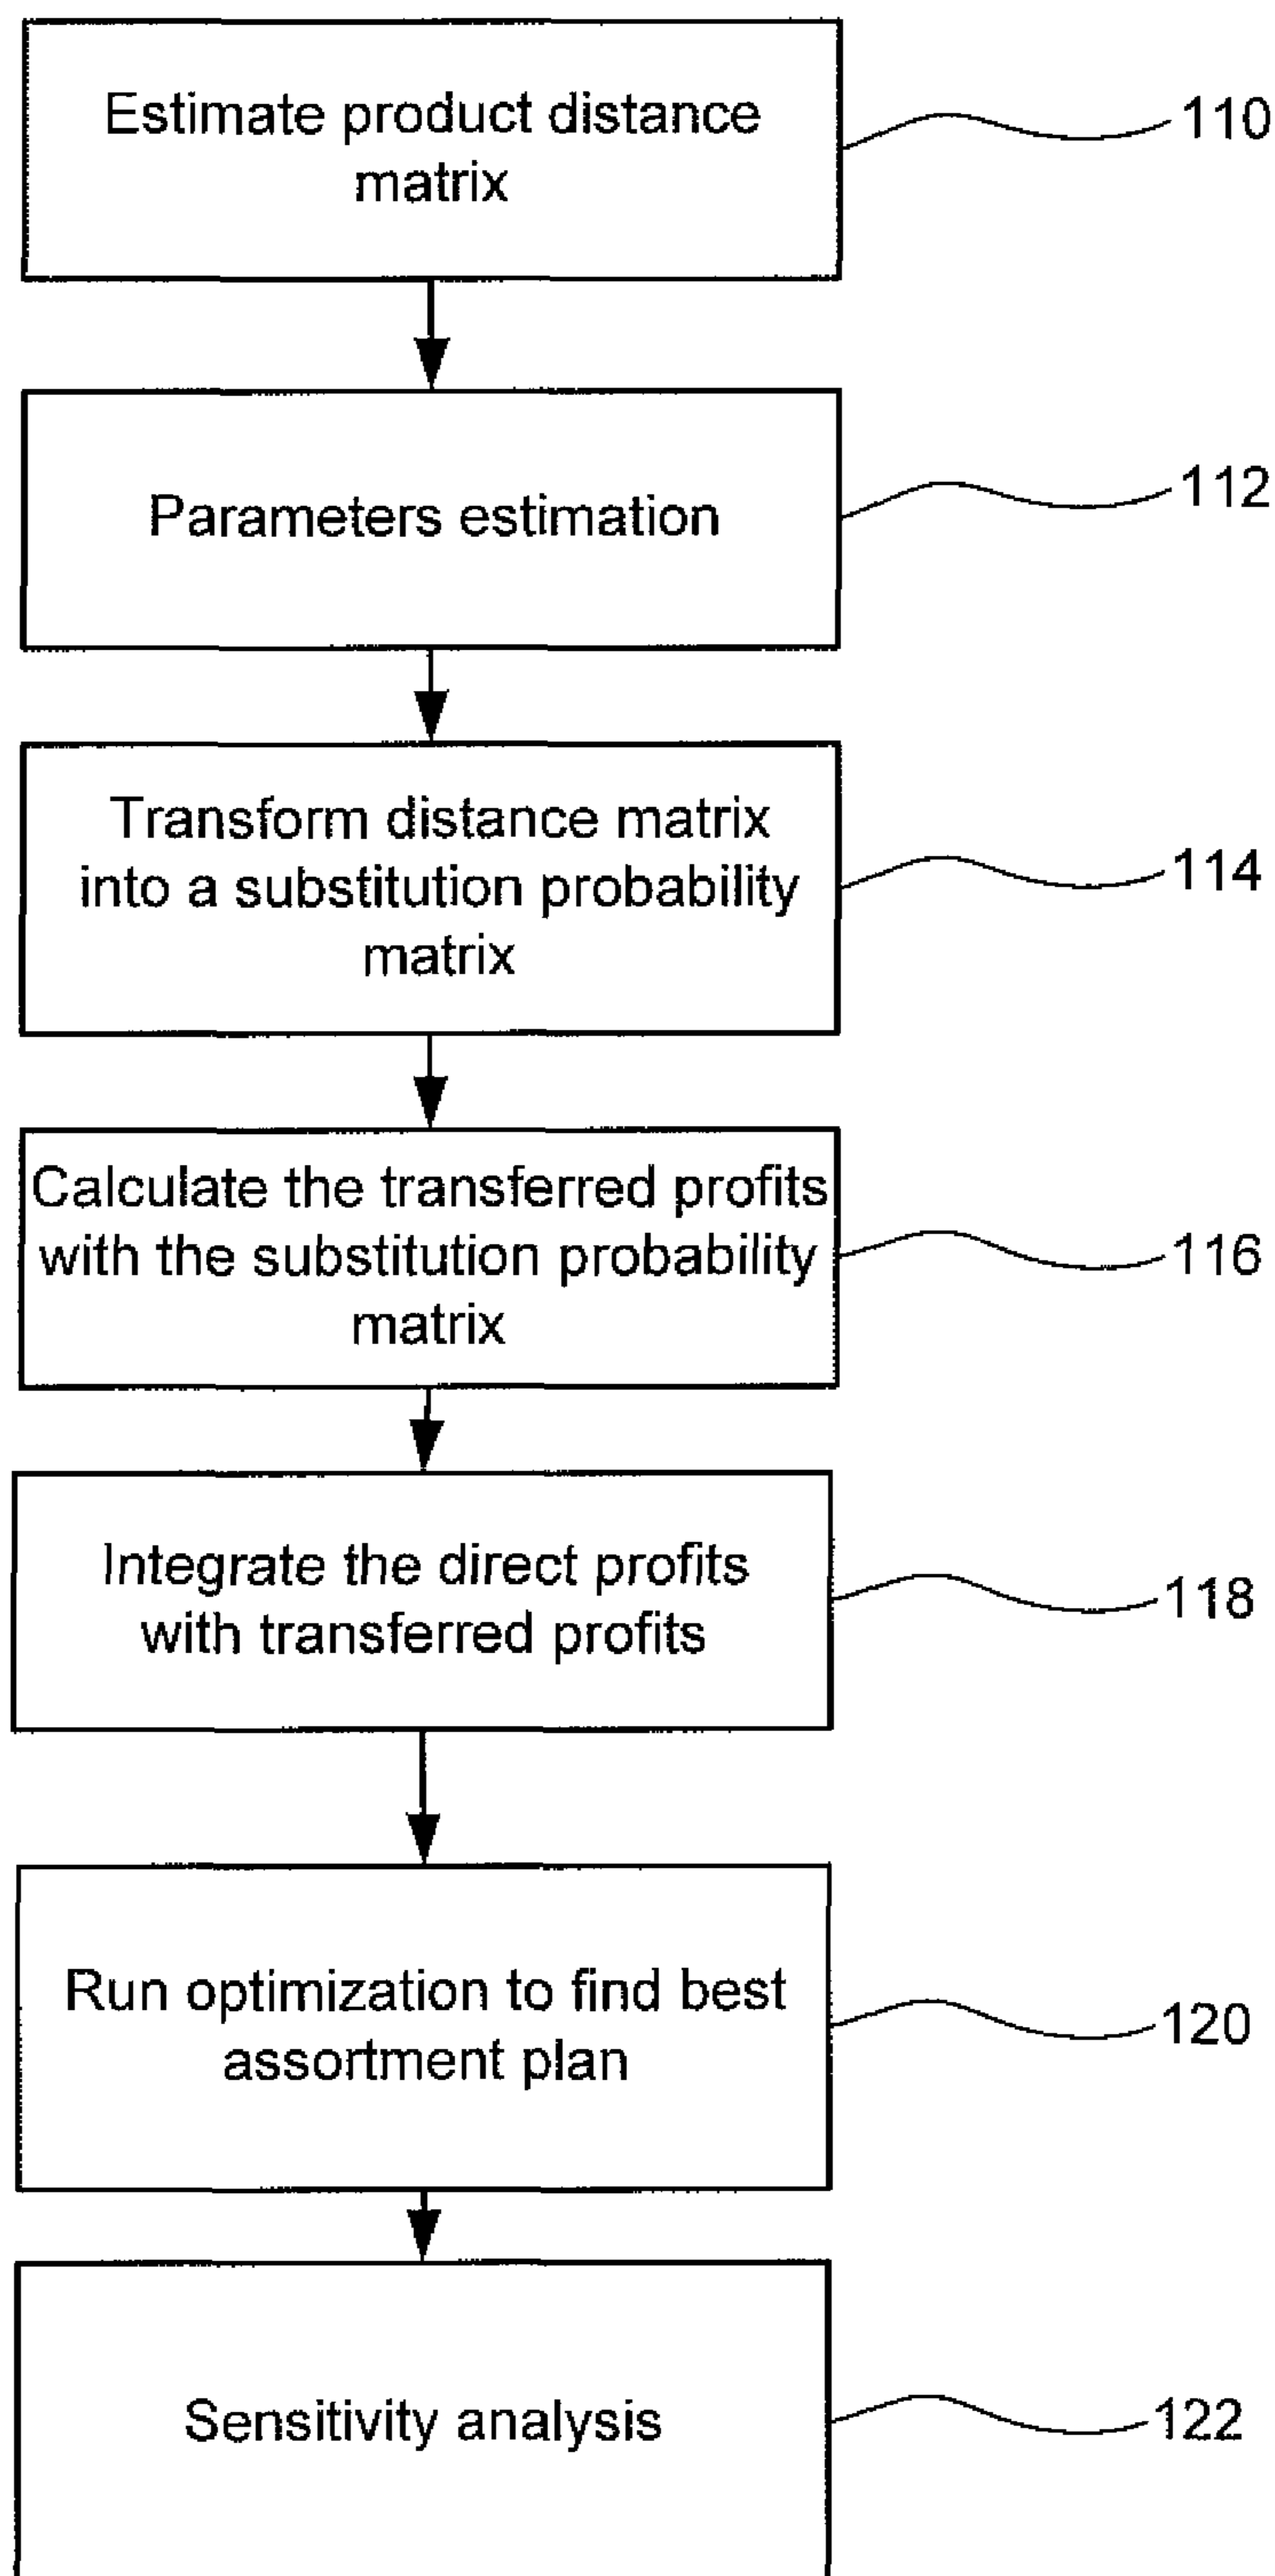 Estimate product distance
matrix
110
Parameters estimation
112
Transform distance matrix
into a substitution probability
matrix
114
Calculate the transferred profits
with the substitution probability
matrix
116
Integrate the direct profits
with transferred profits
118
Run optimization to find best
assortment plan
120
Sensitivity analysis
122